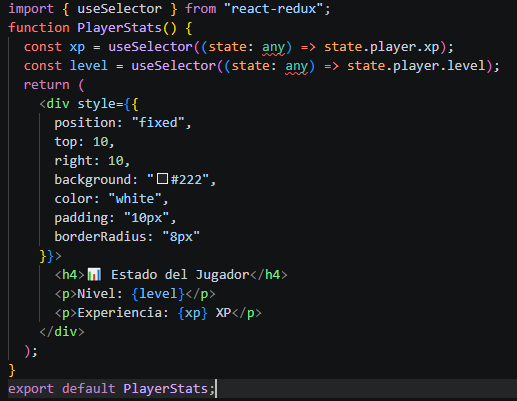 import { useSelector } from "react-redux";
function PlayerStats() {
  const xp = useSelector((state: any) => state.player.xp);
  const level = useSelector((state: any) => state.player.level);
  return (
    <div style={{
      position: "fixed",
      top: 10,
      right: 10,
      background: "#222",
      color: "white",
      padding: "10px",
      borderRadius: "8px"
    }}>
      <h4>📊 Estado del Jugador</h4>
      <p>Nivel: {level}</p>
      <p>Experiencia: {xp} XP</p>
    </div>
  );
}
export default PlayerStats;